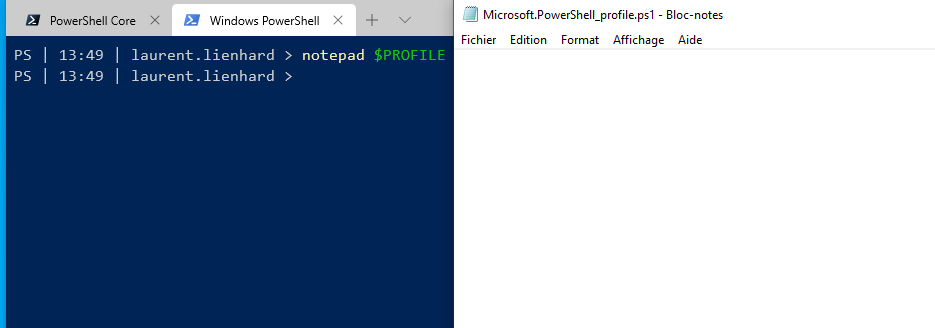 PowerShell Core
Windows PowerShell
PS | 13:49 | laurent.lienhard > notepad $PROFILE
PS | 13:49 | laurent.lienhard >
Microsoft.PowerShell_profile.ps1 - Bloc-notes
Fichier Edition Format Affichage Aide